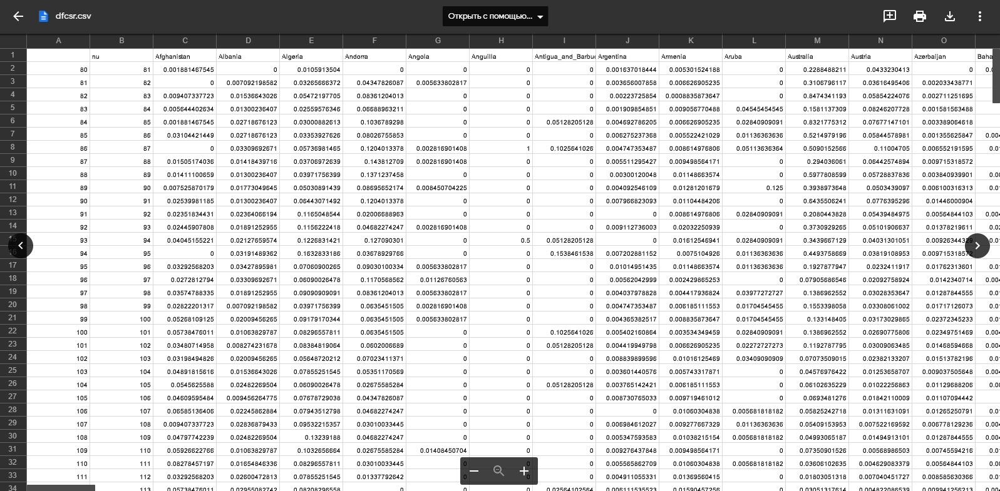 dfcsr.csv Открыть с помощью...
A B C D E F G H I J K L M N O
1 nu Afghanistan Albania Algeria Andorra Angola Anguilla Antigua_and_Barbu Argentina Armenia Aruba Australia Austria Azerbaijan Baha
2 80 81 0.001881467545 0 0.0105913504 0 0 0 0 0.001637018444 0.005301524188 0 0.2288488211 0.0433230413 0 0.
3 81 82 0 0.007092198582 0.03265666372 0.04347826087 0.005633802817 0 0 0.003656007858 0.006626905235 0 0.3106796117 0.03616495406 0.002033438771
4 82 83 0.009407337723 0.01536643026 0.05472197705 0.08361204013 0 0 0 0.00223725854 0.0008835873647 0 0.8474341193 0.05854224076 0.002711251695
5 83 84 0.005644402634 0.01300236407 0.02559576346 0.06688963211 0 0 0 0.001909854851 0.009056770488 0.04545454545 0.1581137309 0.08246207728 0.001581563488
6 84 85 0.001881467545 0.02718676123 0.03000882613 0.1036789298 0 0 0.05128205128 0.004692786205 0.006626905235 0.02840909091 0.8321775312 0.07677147101 0.003389064618
7 85 86 0.03104421449 0.02718676123 0.03353927626 0.08026755853 0 0 0 0.006275237368 0.005522421029 0.01136363636 0.5214979196 0.05844578981 0.001355625847 0.004
8 86 87 0 0.03309692671 0.05736981465 0.1204013378 0.002816901408 1 0.1025641026 0.004747353487 0.008614976806 0.05113636364 0.5090152566 0.11004705 0.006552191595 0.01
9 87 88 0.01505174036 0.01418439716 0.03706972639 0.143812709 0.002816901408 0 0 0.005511295427 0.009498564171 0 0.294036061 0.06442574894 0.009715318572
10 88 89 0.01411100659 0.01300236407 0.03971756399 0.1371237458 0 0 0 0.00300120048 0.01148663574 0 0.5977808599 0.05728837836 0.003840939901 0.00
11 89 90 0.007525870179 0.01773049645 0.05030891439 0.08695652174 0.008450704225 0 0 0.004092546109 0.01281201679 0.125 0.3938973648 0.0503439097 0.006100316313 0.01
12 90 91 0.02539981185 0.01300236407 0.06443071492 0.1204013378 0 0 0 0.007966823093 0.01104484206 0 0.6435506241 0.0776395296 0.01446000904
13 91 92 0.02351834431 0.02364066194 0.1165048544 0.02006688963 0 0 0 0 0.008614976806 0.02840909091 0.2080443828 0.05439484975 0.00564844103 0.004
14 92 93 0.02445907808 0.01891252955 0.1156222418 0.04682274247 0.002816901408 0 0 0.009112736003 0.02032250939 0 0.3730929265 0.05101906637 0.01378219611 0.02
15 93 94 0.04045155221 0.02127659574 0.1226831421 0.127090301 0 0.5 0.05128205128 0 0.01612546941 0.02840909091 0.3439667129 0.04031301051 0.00926344329 0.01
16 94 95 0 0.03191489362 0.1632833186 0.03678929766 0 0 0.1538461538 0.007202881152 0.0075104926 0.01136363636 0.4493758669 0.03819108953 0.009715318572
17 95 96 0.03292568203 0.03427895981 0.07060900265 0.09030100334 0.005633802817 0 0 0.01014951435 0.01148663574 0.01136363636 0.1927877947 0.0232411917 0.01762313601 0.01
18 96 97 0.0272812794 0.03309692671 0.06090026478 0.1170568562 0.01126760563 0 0 0.00562042999 0.002429865253 0 0.07905686546 0.02092758924 0.0142340714 0.004
19 97 98 0.03574788335 0.01891252955 0.09090909091 0.08361204013 0.005633802817 0 0 0.004037978828 0.004417936824 0.03977272727 0.1386962552 0.03028353647 0.01287844555 0.01
20 98 99 0.02822201317 0.007092198582 0.03971756399 0.0635451505 0.002816901408 0 0 0.004747353487 0.006185111553 0.01704545455 0.1553398058 0.03308061002 0.01717126073 0.01
21 99 100 0.05268109125 0.02009456265 0.09179170344 0.0635451505 0.005633802817 0 0 0.004365382517 0.008835873647 0.01704545455 0.133148405 0.03173029865 0.02372345233 0.01
22 100 101 0.05738476011 0.01063829787 0.08296557811 0.0635451505 0 0 0.1025641026 0.005402160864 0.003534349459 0.02840909091 0.1386962552 0.02690775806 0.02349751469 0.004
23 101 102 0.03480714958 0.008274231678 0.08384819064 0.0602006689 0 0 0.05128205128 0.004419949798 0.006626905235 0.02272727273 0.1192787795 0.03009063485 0.01468594668 0.004
24 102 103 0.03198494826 0.02009456265 0.05648720212 0.07023411371 0 0 0 0.008839899596 0.01016125469 0.03409090909 0.07073509015 0.02382133207 0.01513782196 0.01
25 103 104 0.04891815616 0.01536643026 0.07855251545 0.05351170569 0 0 0 0.003601440576 0.005743317871 0 0.04576976422 0.01253658707 0.009037505648 0.004
26 104 105 0.0545625588 0.02482269504 0.06090026478 0.02675585284 0 0 0.05128205128 0.003765142421 0.006185111553 0 0.06102635229 0.01022256863 0.01129688206 0.00
27 105 106 0.04609595484 0.009456264775 0.07678729038 0.04347826087 0 0 0 0.008730765033 0.009719461012 0 0.0693481276 0.01842110009 0.01107094442
28 106 107 0.06585136406 0.02245862884 0.07943512798 0.04682274247 0 0 0 0 0.01060304838 0.005681818182 0.05825242718 0.01311631091 0.01265250791 0.01
29 107 108 0.009407337723 0.02836879433 0.09532215357 0.03010033445 0 0 0 0.006984612027 0.009277667329 0.01136363636 0.05409153953 0.007522169592 0.006778129236 0.004
30 108 109 0.04797742239 0.02482269504 0.13239188 0.04682274247 0 0 0 0.005347593583 0.01038215154 0.005681818182 0.04993065187 0.01494913101 0.01287844555 0.004
31 109 110 0.05926622766 0.01063829787 0.1032656664 0.02675585284 0.01408450704 0 0 0.009276437848 0.009498564171 0 0.07350901526 0.00568986503 0.00745594216 0.01
32 110 111 0.08278457197 0.01654846336 0.08296557811 0.03010033445 0 0 0 0.005565862709 0.01060304838 0.005681818182 0.03606102635 0.004629083379 0.00564844103 0.00
33 111 112 0.03292568203 0.02600472813 0.07855251545 0.01337792642 0 0 0 0.004911055331 0.01369560415 0 0.01803051318 0.007040451727 0.008585630366 0.01
34 113 0.05738476011 0.02955082742 0.08208296558 0 0 0 0.02564102564 0.006111535523 0.01590457256 0 0.03051317614 0.004822086539 0.009941256213 0.004